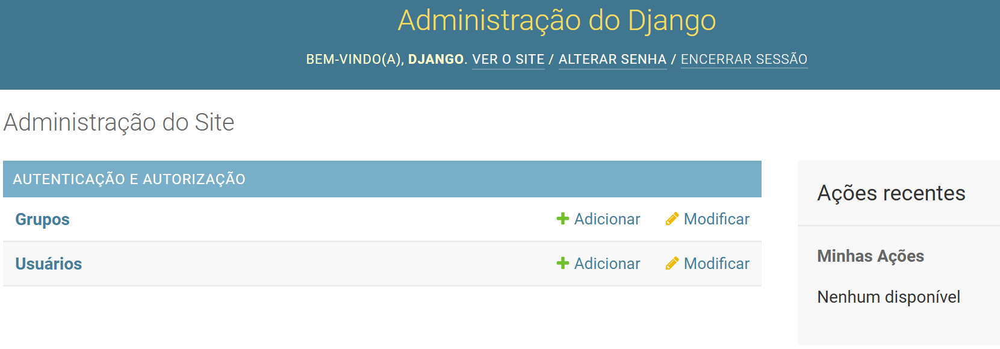 Administração do Django
BEM-VINDO(A), DJANGO. VER O SITE / ALTERAR SENHA / ENCERRAR SESSÃO
Administração do Site
AUTENTICAÇÃO E AUTORIZAÇÃO
Grupos Adicionar Modificar
Usuários Adicionar Modificar
Ações recentes
Minhas Ações
Nenhum disponível